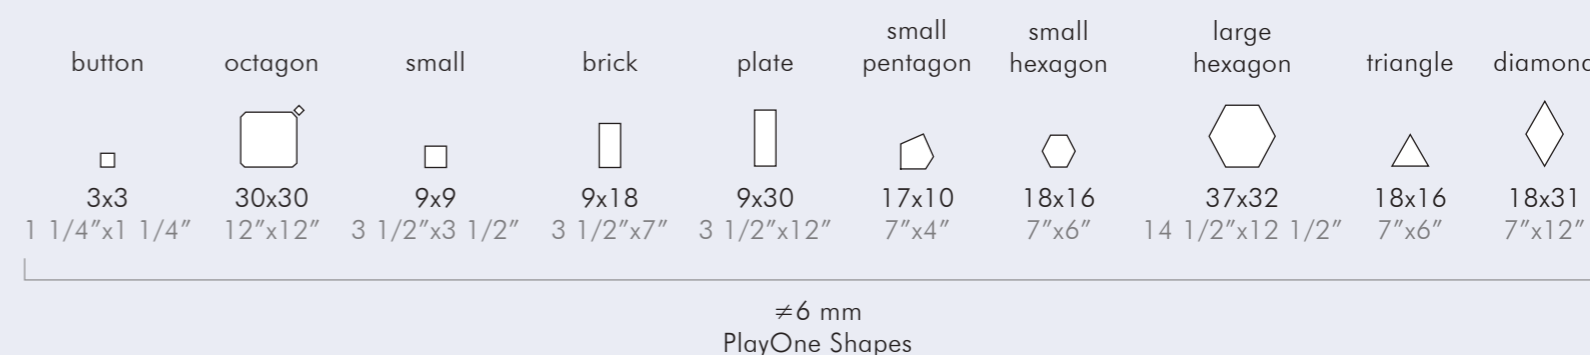 button
3x3
1 1/4”x1 1/4”
octagon
30x30
12”x12”
small
9x9
3 1/2”x3 1/2”
brick
9x18
3 1/2”x7”
plate
9x30
3 1/2”x12”
small
pentagon
17x10
7”x4”
small
hexagon
18x16
7”x6”
large
hexagon
37x32
14 1/2”x12 1/2”
triangle
18x16
7”x6”
diamond
18x31
7”x12”
≠6 mm
PlayOne Shapes